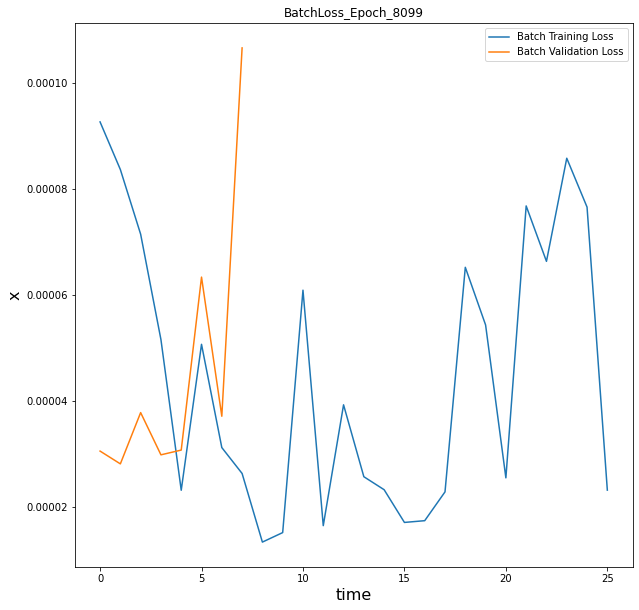 BatchLoss_Epoch_8099
Batch Training Loss
Batch Validation Loss
0.00010
0.00008
0.00006
0.00004
0.00002
x
0 5 10 15 20 25
time